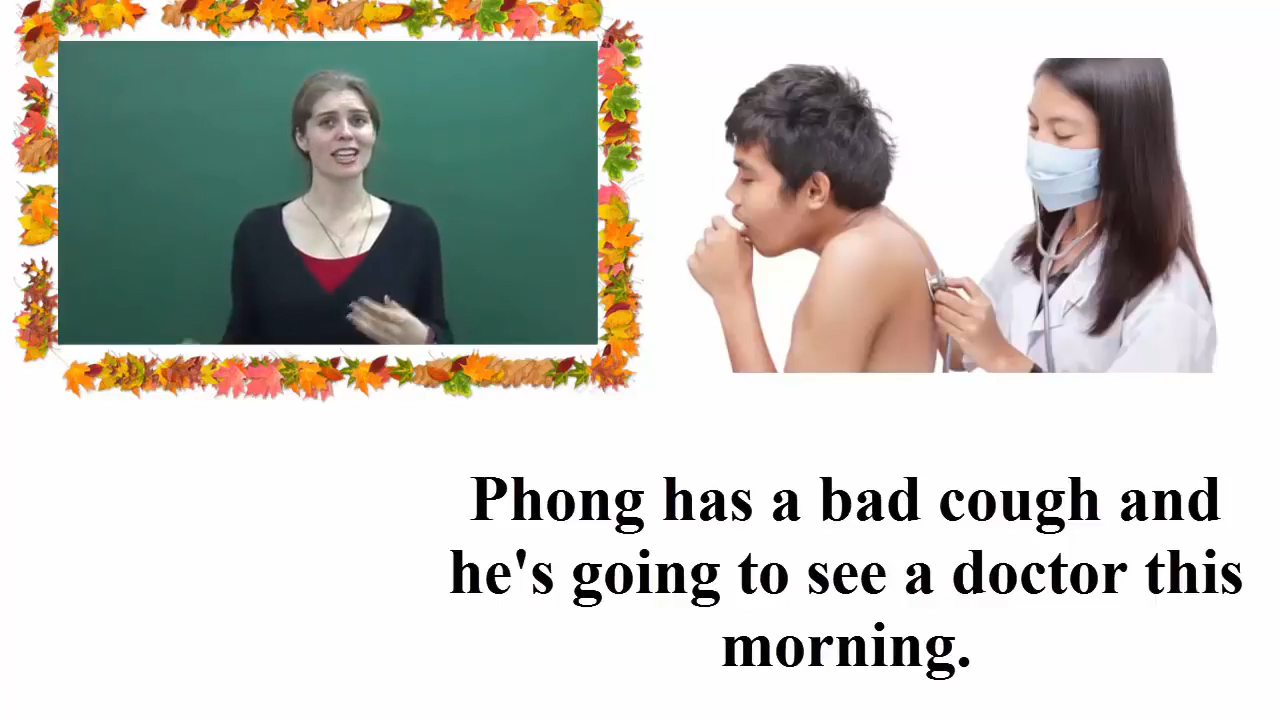 Phong has a bad cough and
he's going to see a doctor this
morning.